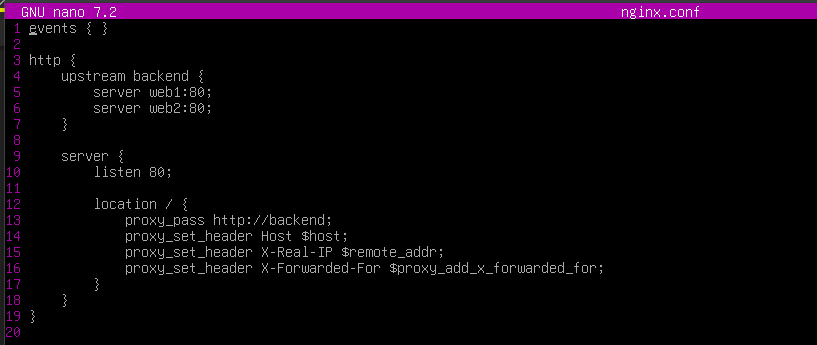 GNU nano 7.2 nginx.conf
1 events { }
2
3 http {
4     upstream backend {
5         server web1:80;
6         server web2:80;
7     }
8
9     server {
10         listen 80;
11
12         location / {
13             proxy_pass http://backend;
14             proxy_set_header Host $host;
15             proxy_set_header X-Real-IP $remote_addr;
16             proxy_set_header X-Forwarded-For $proxy_add_x_forwarded_for;
17         }
18     }
19 }
20